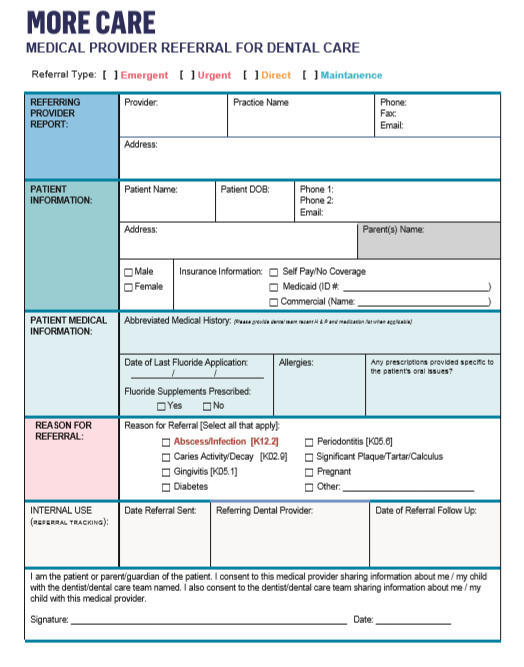 MORE CARE
MEDICAL PROVIDER REFERRAL FOR DENTAL CARE
Referral Type: [ ] Emergent [ ] Urgent [ ] Direct [ ] Maintanence
REFERRING PROVIDER REPORT:
Provider:
Practice Name
Phone:
Fax:
Email:
Address:
PATIENT INFORMATION:
Patient Name:
Patient DOB:
Phone 1:
Phone 2:
Email:
Address:
Parent(s) Name:
Male
Female
Insurance Information:
Self Pay/No Coverage
Medicaid (ID #: )
Commercial (Name: )
PATIENT MEDICAL INFORMATION:
Abbreviated Medical History: (Please provide dental team recent H & P and medication list when applicable)
Date of Last Fluoride Application:
/ /
Fluoride Supplements Prescribed:
Yes No
Allergies:
Any prescriptions provided specific to
the patient's oral issues?
REASON FOR REFERRAL:
Reason for Referral [Select all that apply]:
Abscess/Infection [K12.2]
Caries Activity/Decay [K02.9]
Gingivitis [K05.1]
Diabetes
Periodontitis [K05.6]
Significant Plaque/Tartar/Calculus
Pregnant
Other:
INTERNAL USE
(REFERRAL TRACKING):
Date Referral Sent:
Referring Dental Provider:
Date of Referral Follow Up:
I am the patient or parent/guardian of the patient. I consent to this medical provider sharing information about me / my child
with the dentist/dental care team named. I also consent to the dentist/dental care team sharing information about me / my
child with this medical provider.
Signature: Date: